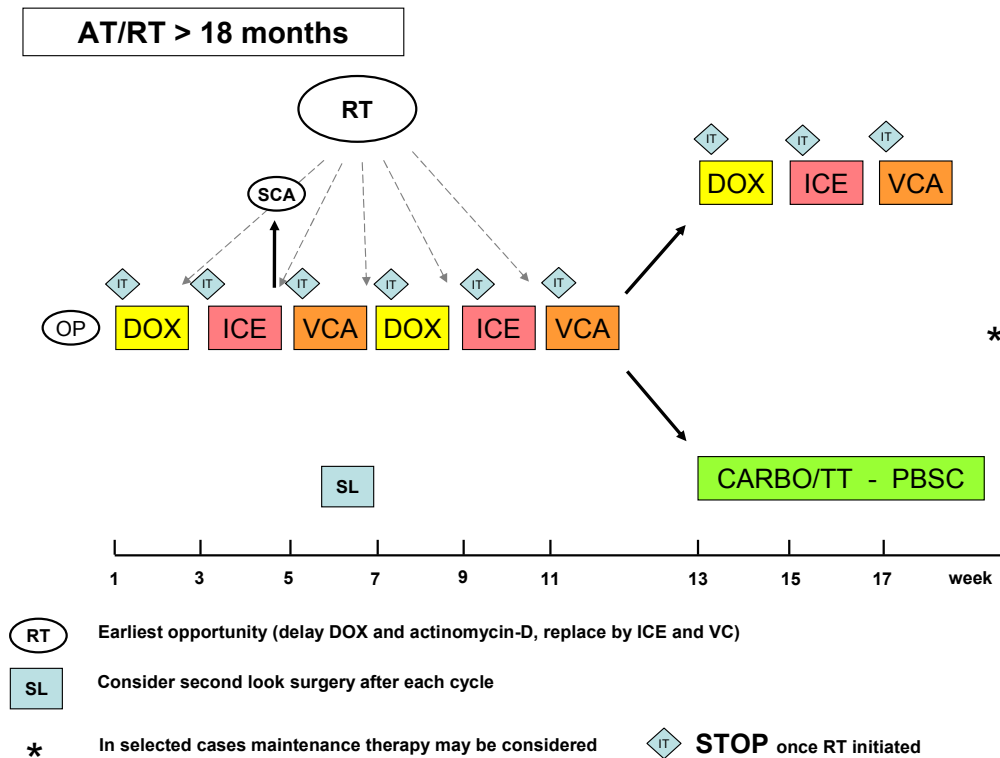 AT/RT > 18 months
RT
SCA
IT IT IT
DOX ICE VCA
IT IT IT IT IT IT
OP DOX ICE VCA DOX ICE VCA
*
SL
CARBO/TT - PBSC
1 3 5 7 9 11 13 15 17 week
RT Earliest opportunity (delay DOX and actinomycin-D, replace by ICE and VC)
SL Consider second look surgery after each cycle
* In selected cases maintenance therapy may be considered
IT STOP once RT initiated